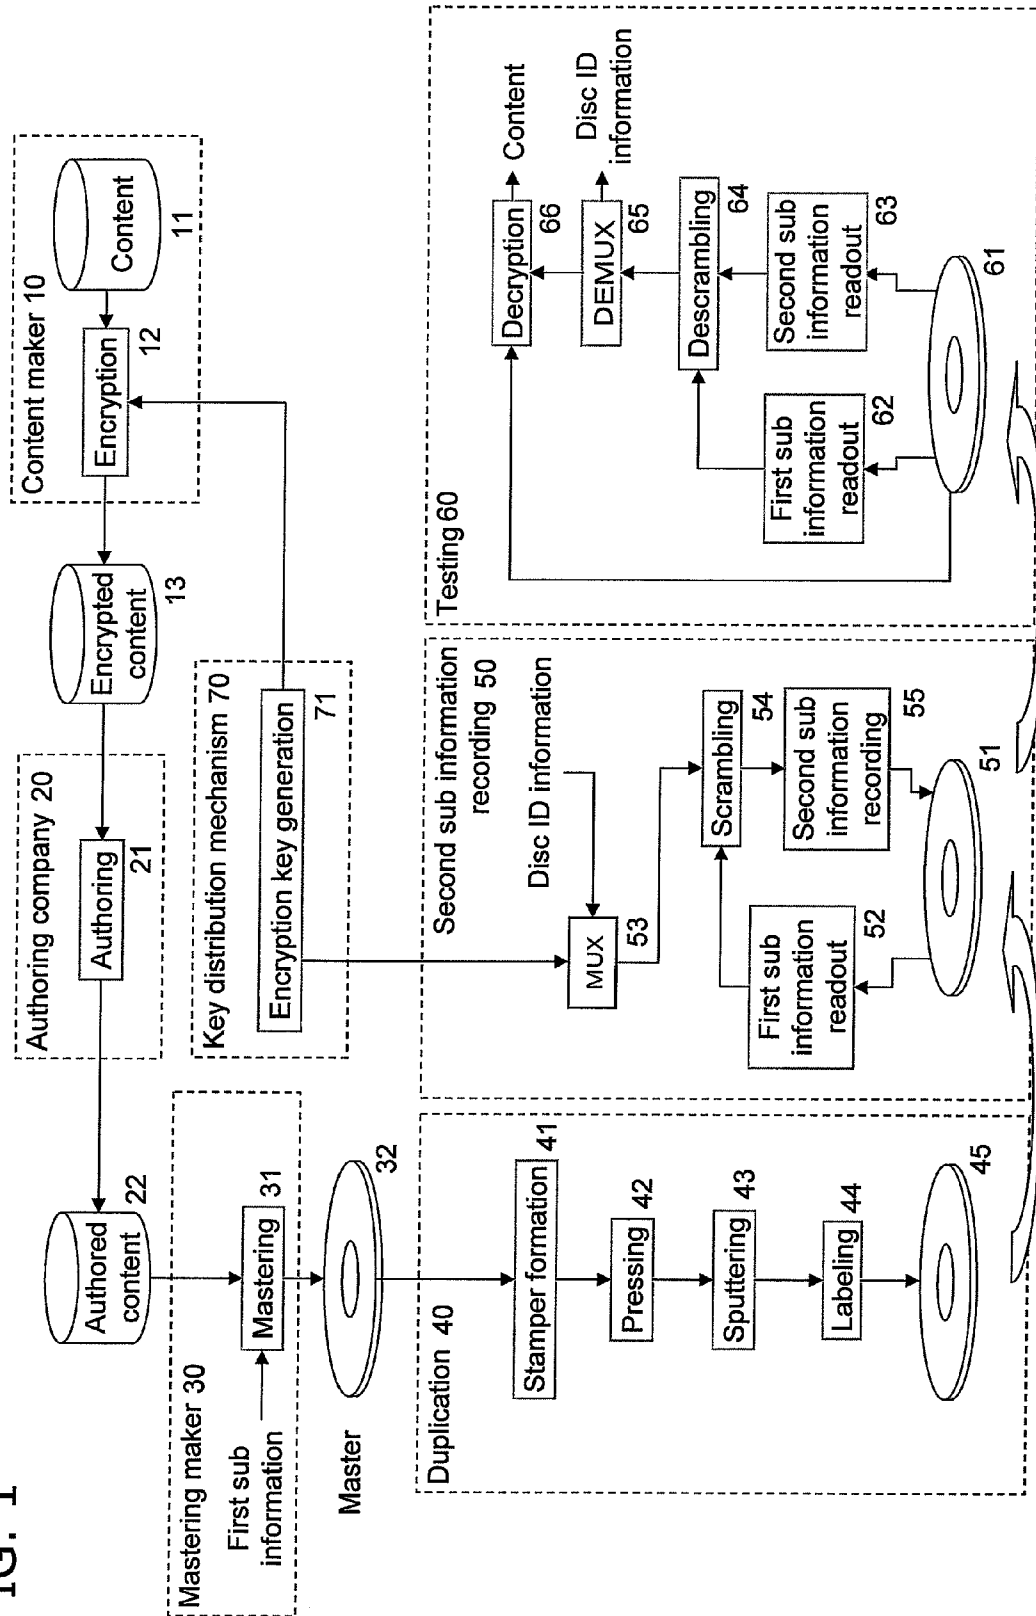 IG. 1
Content maker 10
Content
11
Encryption
12
Encrypted
content
13
Authoring company 20
Authoring
21
Authored
content
22
Key distribution mechanism 70
Encryption key generation
71
Mastering maker 30
First sub
information
Mastering
31
Master
32
Duplication 40
Stamper formation
41
Pressing
42
Sputtering
43
Labeling
44
45
Second sub information
recording 50
Disc ID information
MUX
53
Scrambling
54
First sub
information
readout
52
Second sub
information
recording
55
51
Testing 60
Decryption
66
Content
DEMUX
65
Disc ID
information
Descrambling
64
First sub
information
readout
62
Second sub
information
readout
63
61